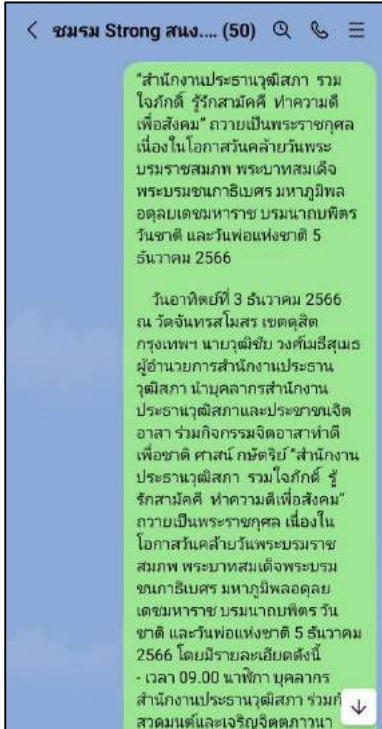 ชมรม Strong สนง.... (50)
"สำนักงานประธานวุฒิสภา รวม
ใจภักดิ์ รู้รักสามัคคี ทำความดี
เพื่อสังคม" ถวายเป็นพระราชกุศล
เนื่องในโอกาสวันคล้ายวันพระ
บรมราชสมภพ พระบาทสมเด็จ
พระบรมชนกาธิเบศร มหาภูมิพล
อดุลยเดชมหาราช บรมนาถบพิตร
วันชาติ และวันพ่อแห่งชาติ 5
ธันวาคม 2566
วันอาทิตย์ที่ 3 ธันวาคม 2566
ณ วัดจันทรสโมสร เขตดุสิต
กรุงเทพฯ นายวุฒิชัย วงศ์เมธีสุเมธ
ผู้อำนวยการสำนักงานประธาน
วุฒิสภา นำบุคลากรสำนักงาน
ประธานวุฒิสภาและประชาชนจิต
อาสา ร่วมกิจกรรมจิตอาสาทำดี
เพื่อชาติ ศาสน์ กษัตริย์ "สำนักงาน
ประธานวุฒิสภา รวมใจภักดิ์ รู้
รักสามัคคี ทำความดีเพื่อสังคม"
ถวายเป็นพระราชกุศล เนื่องใน
โอกาสวันคล้ายวันพระบรมราช
สมภพ พระบาทสมเด็จพระบรม
ชนกาธิเบศร มหาภูมิพลอดุลย
เดชมหาราช บรมนาถบพิตร วัน
ชาติ และวันพ่อแห่งชาติ 5 ธันวาคม
2566 โดยมีรายละเอียดดังนี้
- เวลา 09.00 นาฬิกา บุคลากร
สำนักงานประธานวุฒิสภา ร่วม
สวดมนต์และเจริญจิตตภาวนา